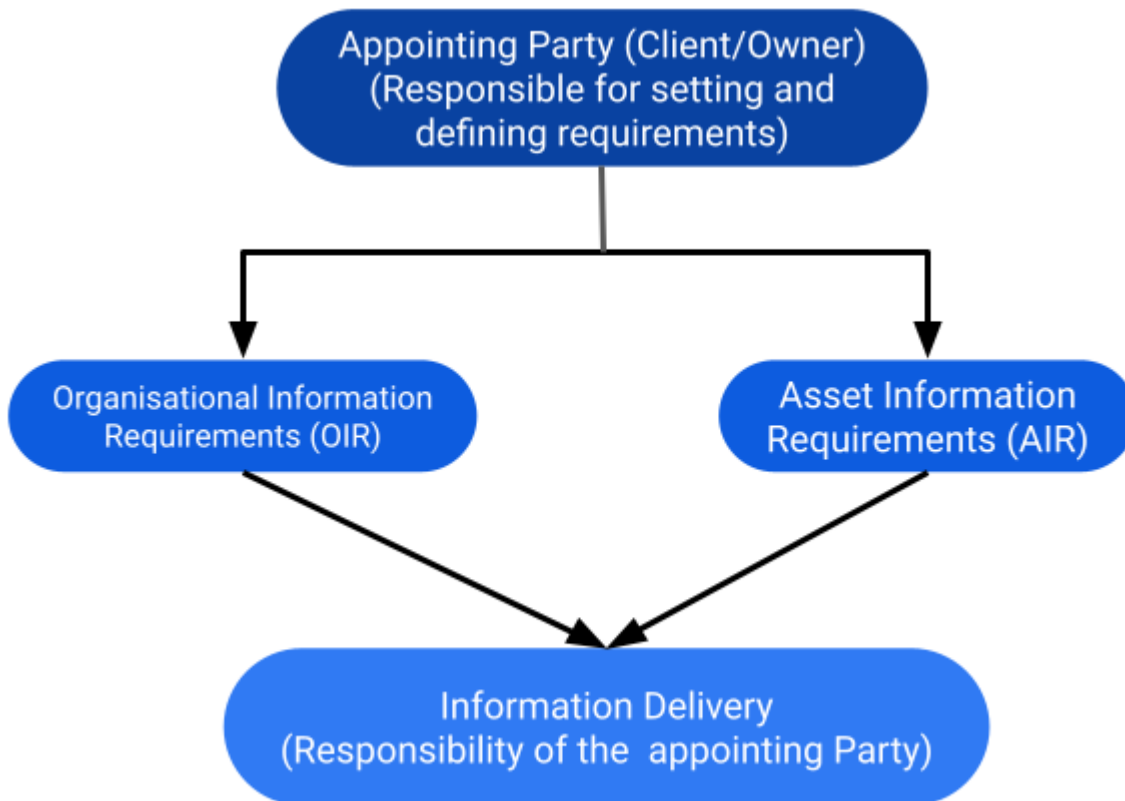 Appointing Party (Client/Owner)
(Responsible for setting and
defining requirements)
Organisational Information
Requirements (OIR)
Asset Information
Requirements (AIR)
Information Delivery
(Responsibility of the  appointing Party)